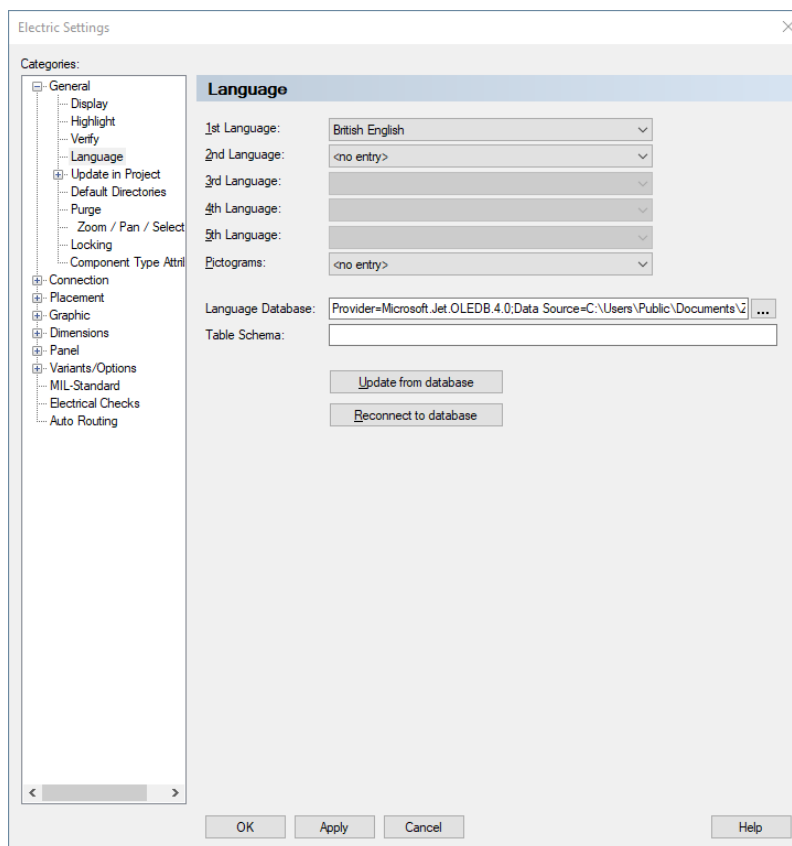 Electric Settings
Categories:
General
Display
Highlight
Verify
Language
Update in Project
Default Directories
Purge
Zoom / Pan / Select
Locking
Component Type Attri
Connection
Placement
Graphic
Dimensions
Panel
Variants/Options
MIL-Standard
Electrical Checks
Auto Routing
Language
1st Language: British English
2nd Language: <no entry>
3rd Language:
4th Language:
5th Language:
Pictograms: <no entry>
Language Database: Provider=Microsoft.Jet.OLEDB.4.0;Data Source=C:\Users\Public\Documents\Z ...
Table Schema:
Update from database
Reconnect to database
OK Apply Cancel Help